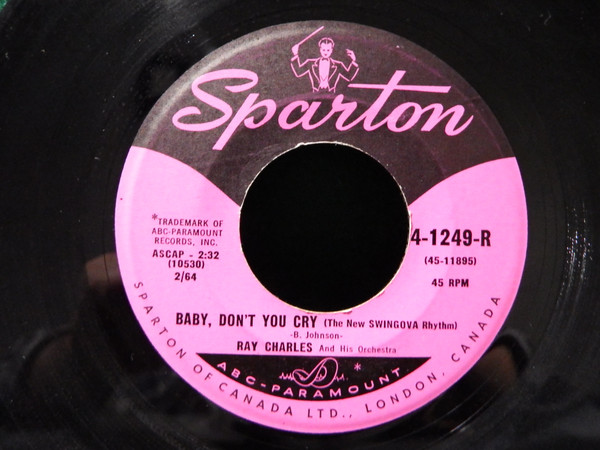 Sparton
*TRADEMARK OF
ABC-PARAMOUNT
RECORDS, INC.
ASCAP - 2:32
(10530)
2/64
4-1249-R
(45-11895)
45 RPM
BABY, DON'T YOU CRY (The New SWINGOVA Rhythm)
-B. Johnson-
RAY CHARLES And His Orchestra
*
ABC-PARAMOUNT
SPARTON OF CANADA LTD., LONDON, CANADA